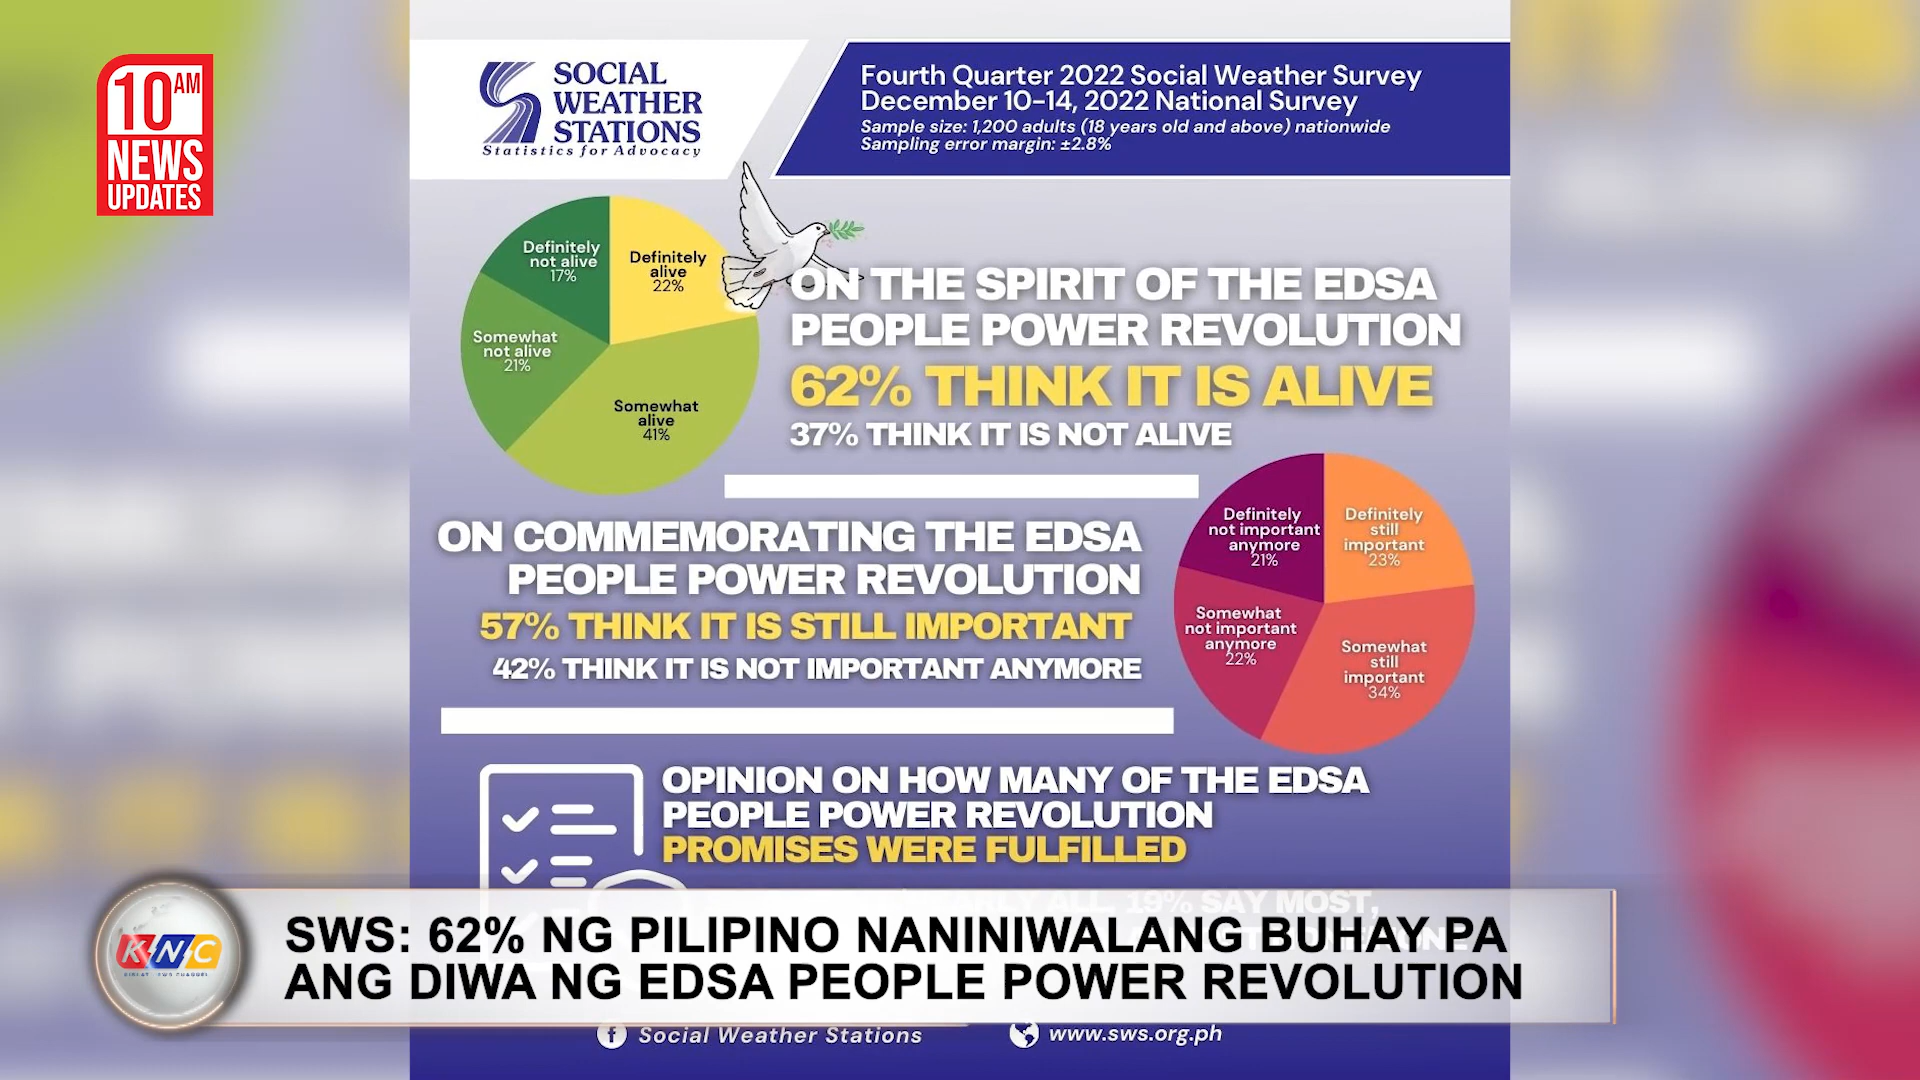 10 AM
NEWS
UPDATES
SOCIAL
WEATHER
STATIONS
Statistics for Advocacy
Fourth Quarter 2022 Social Weather Survey
December 10-14, 2022 National Survey
Sample size: 1,200 adults (18 years old and above) nationwide
Sampling error margin: ±2.8%
Definitely
not alive
17%
Definitely
alive
22%
Somewhat
not alive
21%
Somewhat
alive
41%
ON THE SPIRIT OF THE EDSA
PEOPLE POWER REVOLUTION
62% THINK IT IS ALIVE
37% THINK IT IS NOT ALIVE
ON COMMEMORATING THE EDSA
PEOPLE POWER REVOLUTION
57% THINK IT IS STILL IMPORTANT
42% THINK IT IS NOT IMPORTANT ANYMORE
Definitely
not important
anymore
21%
Definitely
still
important
23%
Somewhat
not important
anymore
22%
Somewhat
still
important
34%
OPINION ON HOW MANY OF THE EDSA
PEOPLE POWER REVOLUTION
PROMISES WERE FULFILLED
ALL, 19% SAY MOST,
KNC
SWS: 62% NG PILIPINO NANINIWALANG BUHAY PA
ANG DIWA NG EDSA PEOPLE POWER REVOLUTION
Social Weather Stations
www.sws.org.ph